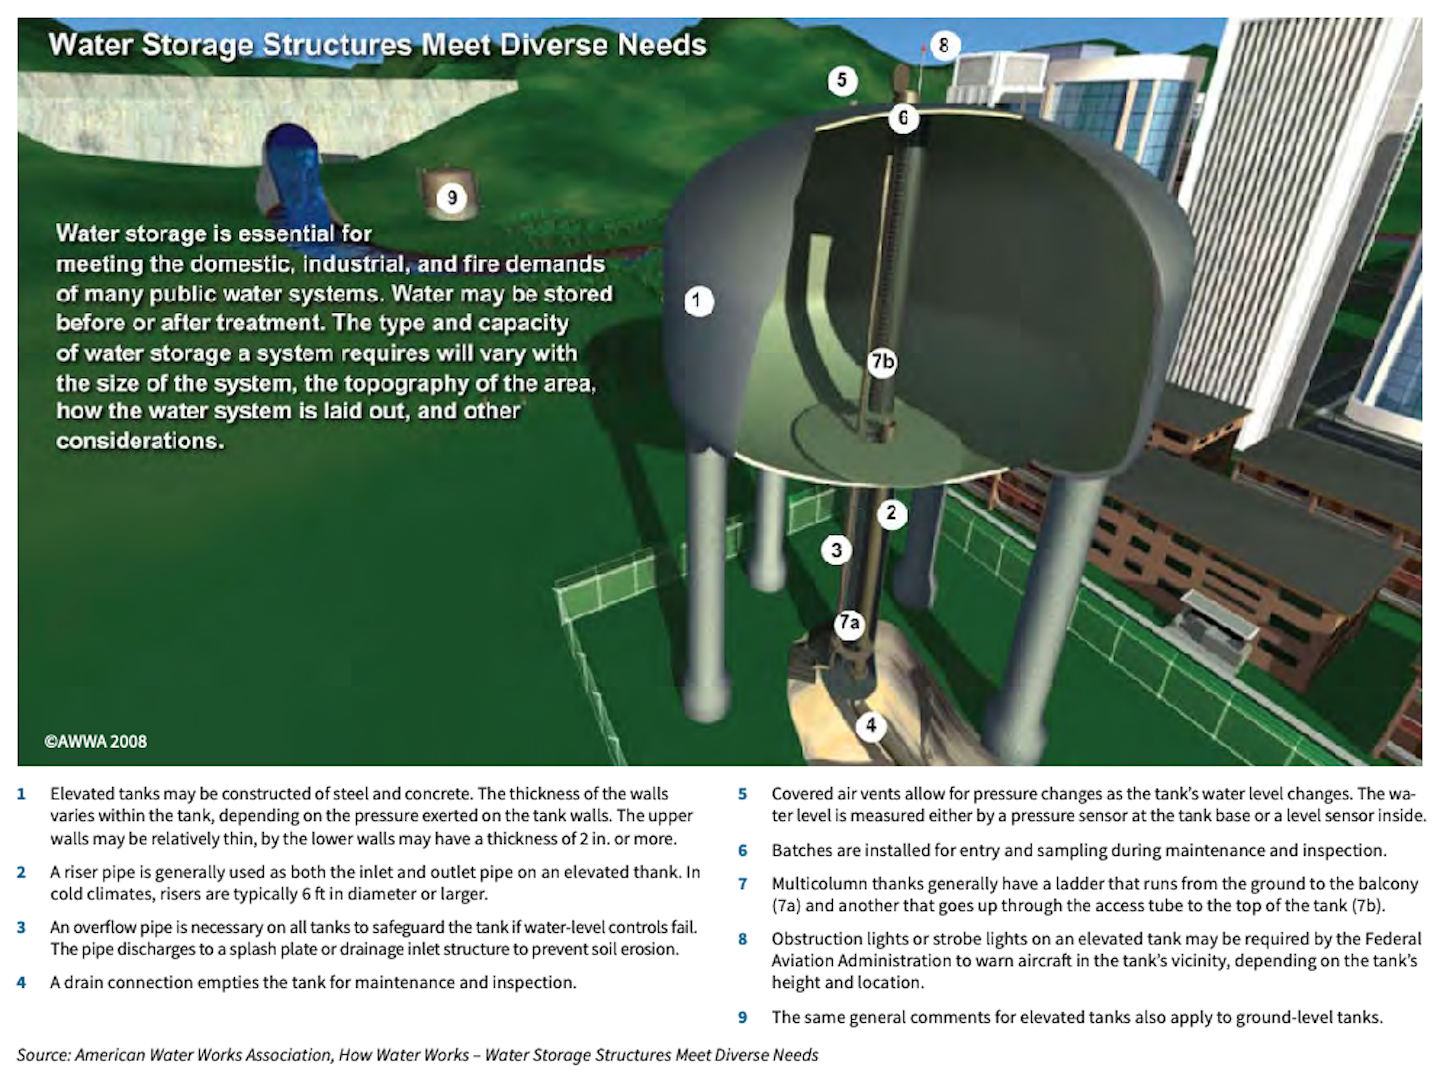 Water Storage Structures Meet Diverse Needs
8
5
6
9
Water storage is essential for
meeting the domestic, industrial, and fire demands
of many public water systems. Water may be stored
before or after treatment. The type and capacity
of water storage a system requires will vary with
the size of the system, the topography of the area,
how the water system is laid out, and other
considerations.
1
7b
2
3
7a
4
©AWWA 2008
1 Elevated tanks may be constructed of steel and concrete. The thickness of the walls
varies within the tank, depending on the pressure exerted on the tank walls. The upper
walls may be relatively thin, by the lower walls may have a thickness of 2 in. or more.
2 A riser pipe is generally used as both the inlet and outlet pipe on an elevated thank. In
cold climates, risers are typically 6 ft in diameter or larger.
3 An overflow pipe is necessary on all tanks to safeguard the tank if water-level controls fail.
The pipe discharges to a splash plate or drainage inlet structure to prevent soil erosion.
4 A drain connection empties the tank for maintenance and inspection.
5 Covered air vents allow for pressure changes as the tank's water level changes. The wa-
ter level is measured either by a pressure sensor at the tank base or a level sensor inside.
6 Batches are installed for entry and sampling during maintenance and inspection.
7 Multicolumn thanks generally have a ladder that runs from the ground to the balcony
(7a) and another that goes up through the access tube to the top of the tank (7b).
8 Obstruction lights or strobe lights on an elevated tank may be required by the Federal
Aviation Administration to warn aircraft in the tank's vicinity, depending on the tank's
height and location.
9 The same general comments for elevated tanks also apply to ground-level tanks.
Source: American Water Works Association, How Water Works – Water Storage Structures Meet Diverse Needs